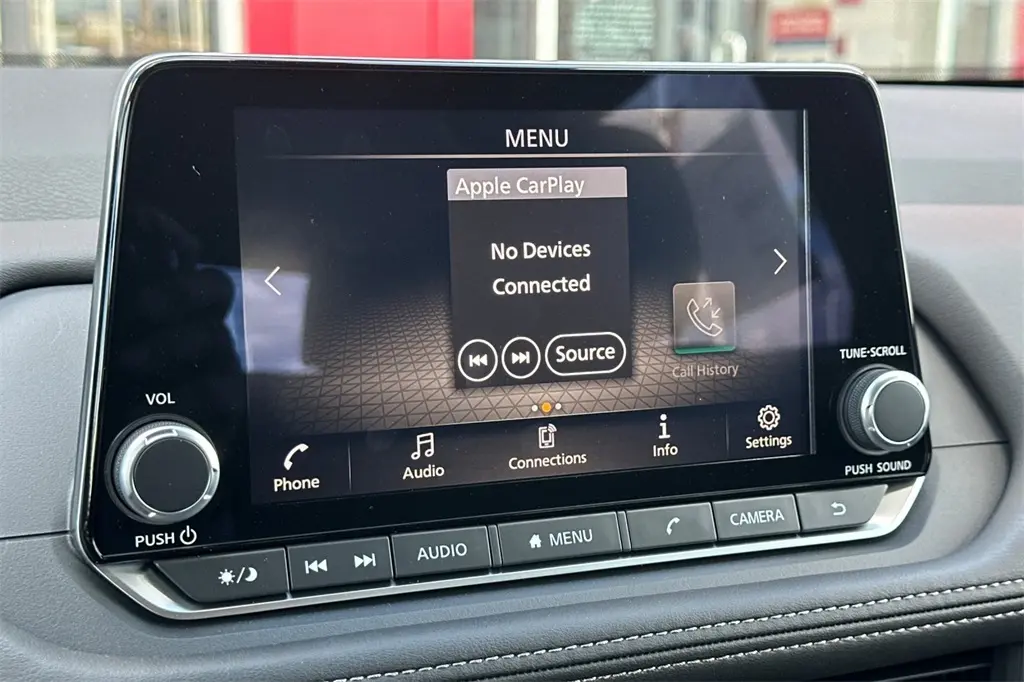 MENU
Apple CarPlay
No Devices
Connected
Source
Call History
Phone
Audio
Connections
Info
Settings
VOL
PUSH
TUNE·SCROLL
PUSH SOUND
AUDIO
MENU
CAMERA